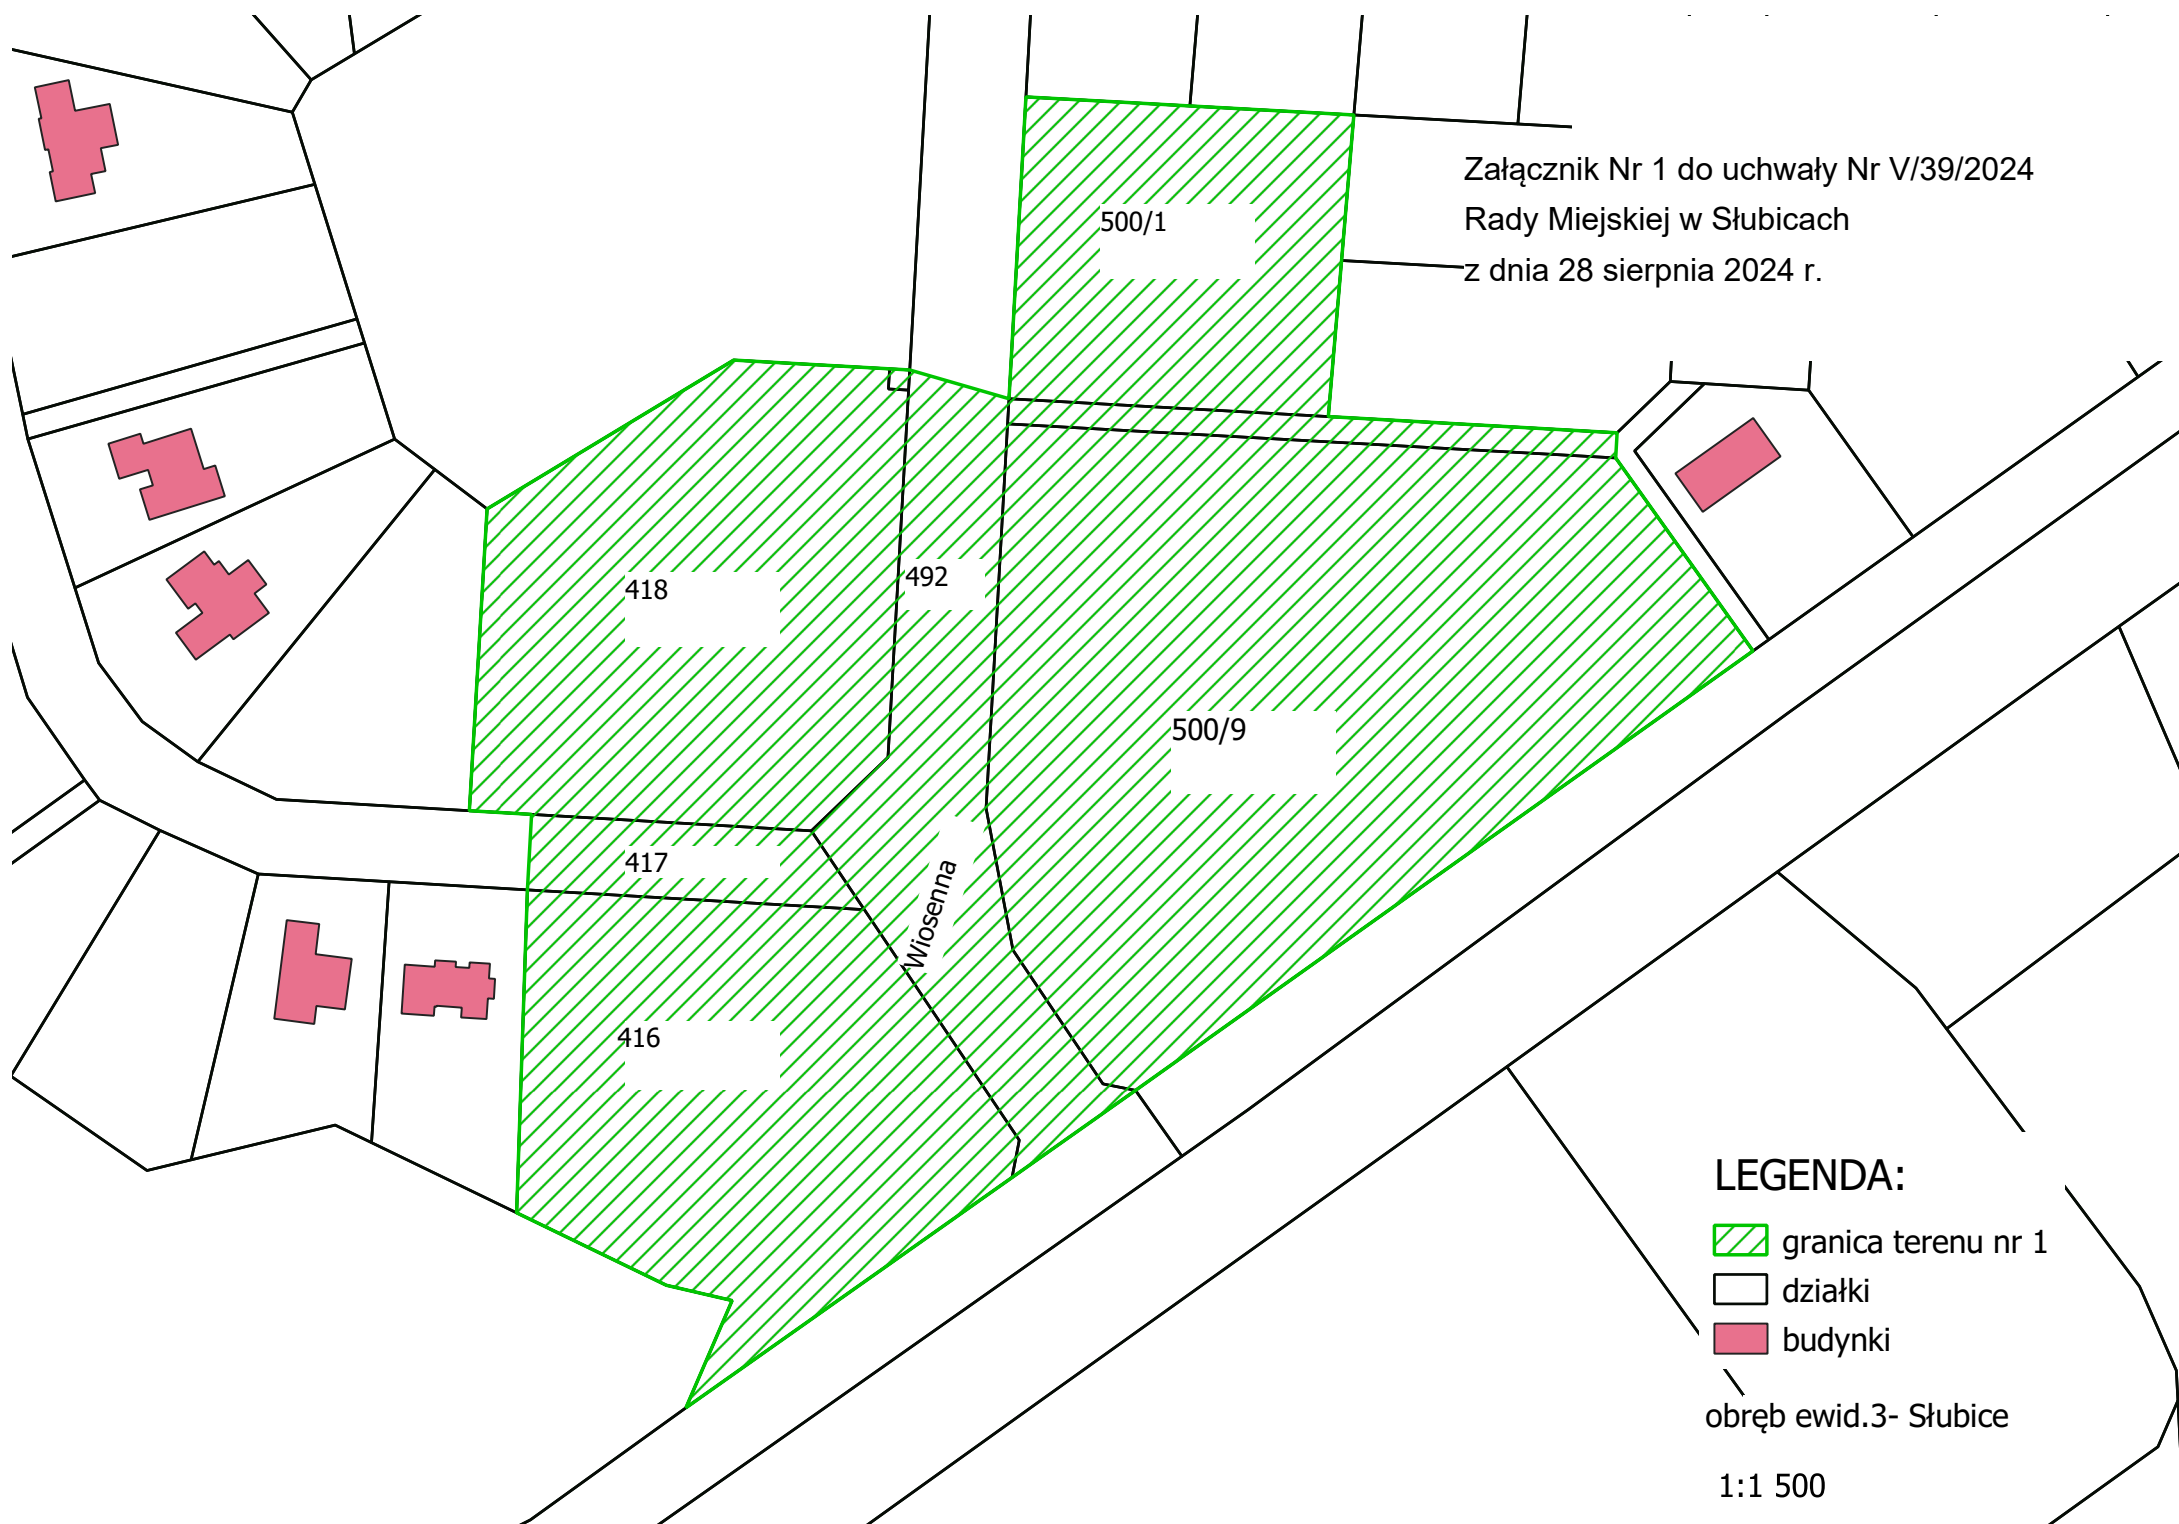 Załącznik Nr 1 do uchwały Nr V/39/2024
Rady Miejskiej w Słubicach
z dnia 28 sierpnia 2024 r.
500/1
418
492
500/9
417
Wiosenna
416
LEGENDA:
granica terenu nr 1
działki
budynki
obręb ewid.3- Słubice
1:1 500